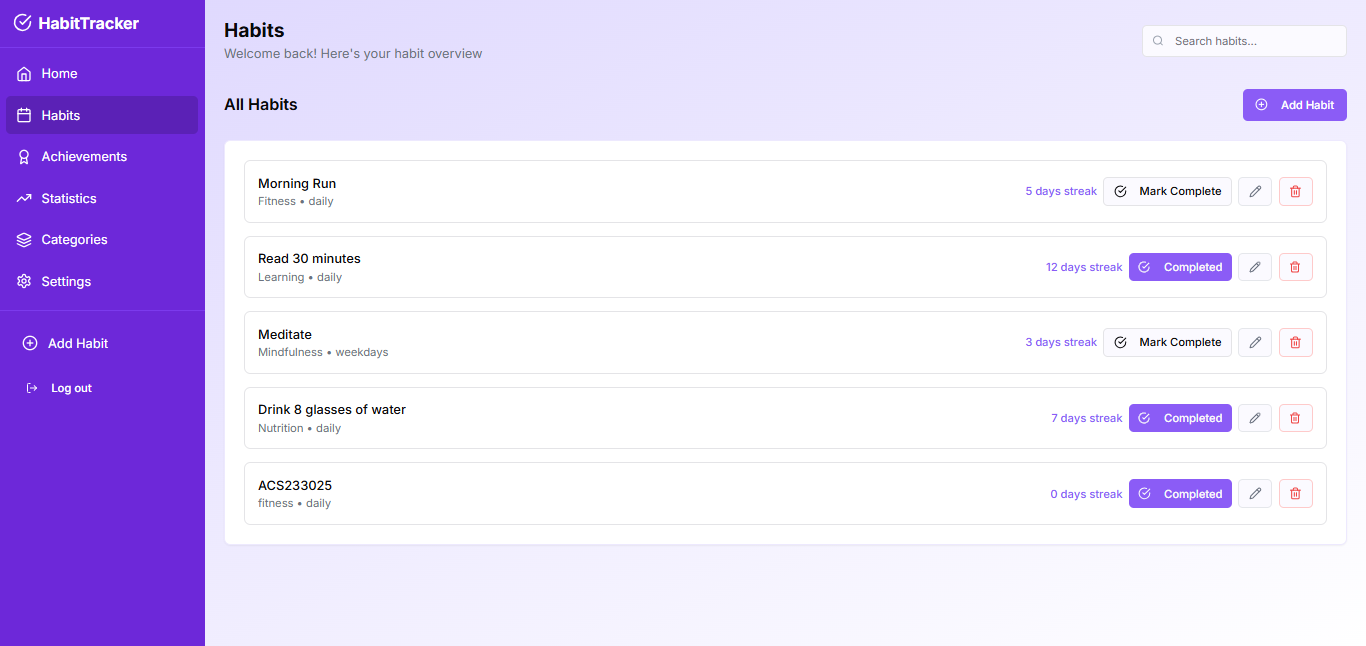 HabitTracker
Home
Habits
Achievements
Statistics
Categories
Settings
Add Habit
Log out
Habits
Welcome back! Here's your habit overview
Search habits...
All Habits
Add Habit
Morning Run
Fitness • daily
5 days streak
Mark Complete
Read 30 minutes
Learning • daily
12 days streak
Completed
Meditate
Mindfulness • weekdays
3 days streak
Mark Complete
Drink 8 glasses of water
Nutrition • daily
7 days streak
Completed
ACS233025
fitness • daily
0 days streak
Completed